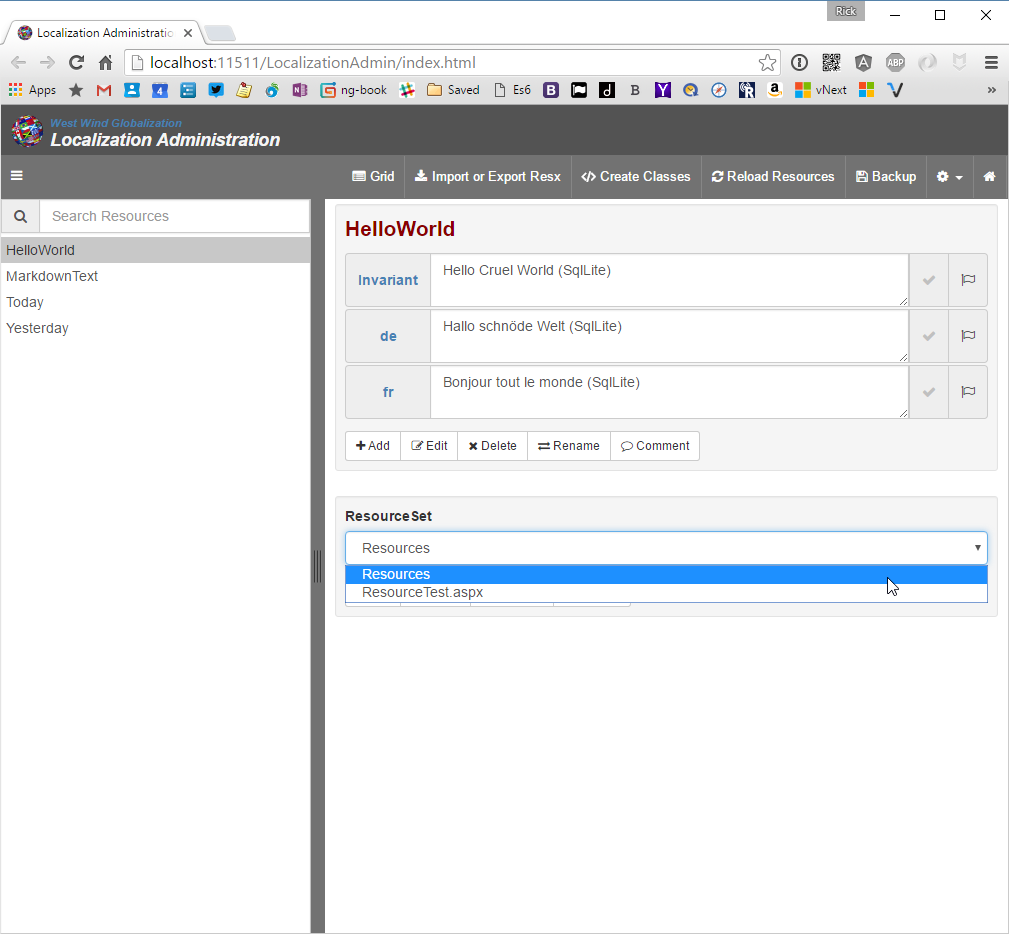 Rick
Localization Administratio
localhost:11511/LocalizationAdmin/index.html
Apps
4
ng-book
Saved
Es6
B
d
B
Y
R
a
vNext
ABP
»
West Wind Globalization
Localization Administration
Grid
Import or Export Resx
Create Classes
Reload Resources
Backup
Search Resources
HelloWorld
MarkdownText
Today
Yesterday
HelloWorld
Invariant
Hello Cruel World (SqlLite)
de
Hallo schnöde Welt (SqlLite)
fr
Bonjour tout le monde (SqlLite)
Add
Edit
Delete
Rename
Comment
ResourceSet
Resources
Resources
ResourceTest.aspx